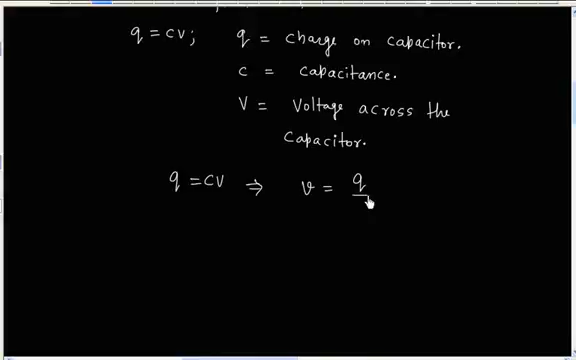 q = CV; q = charge on capacitor.
C = capacitance.
V = Voltage across the
capacitor.
q = CV ⇒ V = q